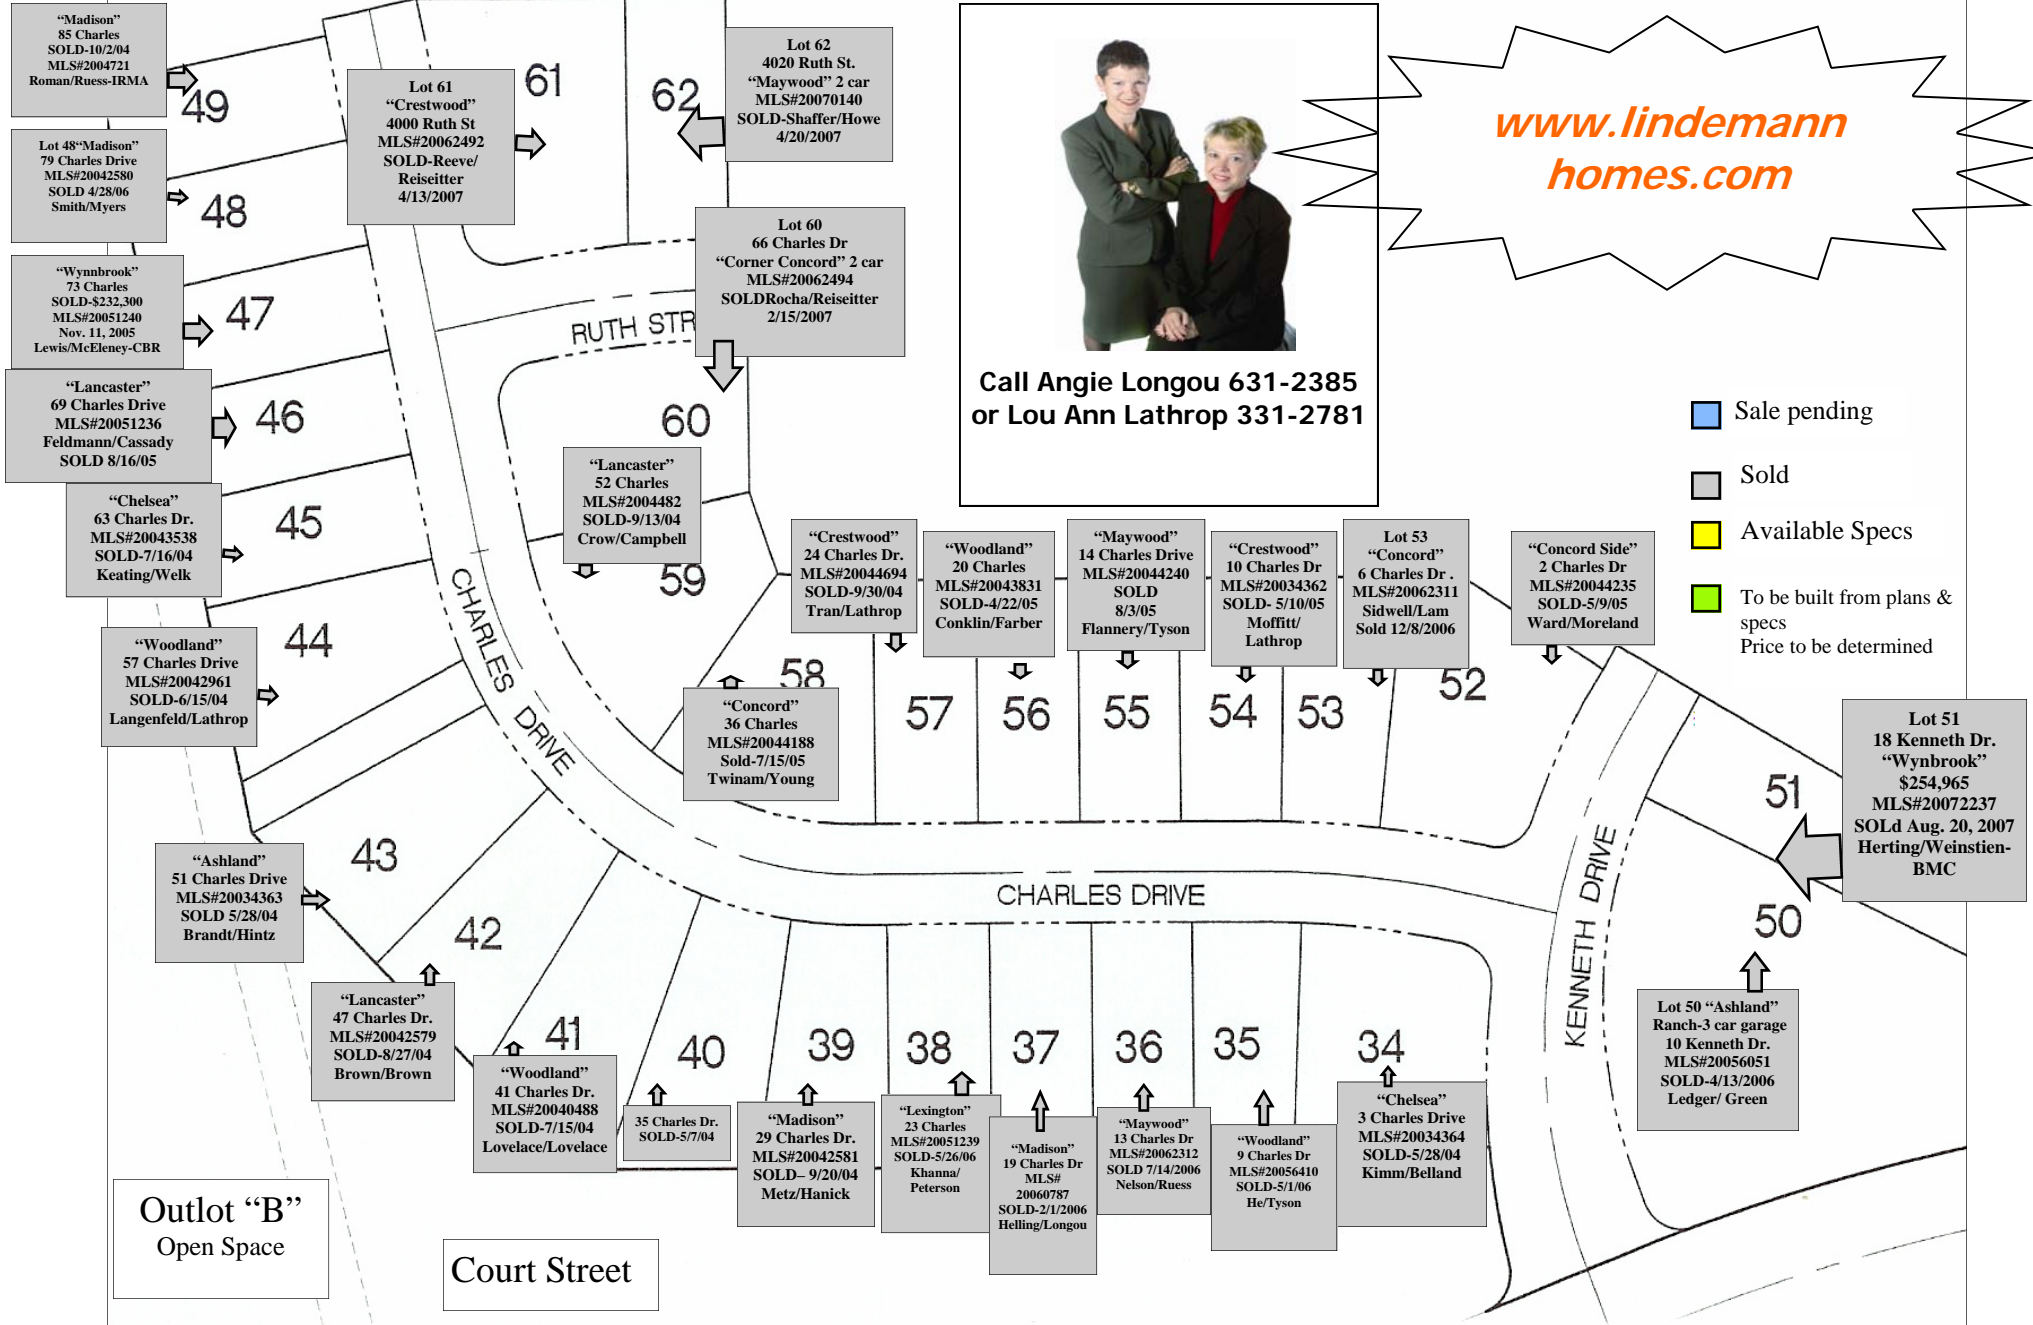 “Madison”
85 Charles
SOLD-10/2/04
MLS#2004721
Roman/Ruess-IRMA
49
Lot 48“Madison”
79 Charles Drive
MLS#20042580
SOLD 4/28/06
Smith/Myers
48
“Wynnbrook”
73 Charles
SOLD-$232,300
MLS#20051240
Nov. 11, 2005
Lewis/McEleney-CBR
47
“Lancaster”
69 Charles Drive
MLS#20051236
Feldmann/Cassady
SOLD 8/16/05
46
“Chelsea”
63 Charles Dr.
MLS#20043538
SOLD-7/16/04
Keating/Welk
45
“Woodland”
57 Charles Drive
MLS#20042961
SOLD-6/15/04
Langenfeld/Lathrop
44
“Ashland”
51 Charles Drive
MLS#20034363
SOLD 5/28/04
Brandt/Hintz
43
Lot 61
“Crestwood”
4000 Ruth St
MLS#20062492
SOLD-Reeve/
Reiseitter
4/13/2007
61
62
Lot 62
4020 Ruth St.
“Maywood” 2 car
MLS#20070140
SOLD-Shaffer/Howe
4/20/2007
Lot 60
66 Charles Dr
“Corner Concord” 2 car
MLS#20062494
SOLDRocha/Reiseitter
2/15/2007
RUTH STR
60
“Lancaster”
52 Charles
MLS#2004482
SOLD-9/13/04
Crow/Campbell
59
Call Angie Longou 631-2385
or Lou Ann Lathrop 331-2781
www.lindemann
homes.com
Sale pending
Sold
Available Specs
To be built from plans &
specs
Price to be determined
“Crestwood”
24 Charles Dr.
MLS#20044694
SOLD-9/30/04
Tran/Lathrop
“Woodland”
20 Charles
MLS#20043831
SOLD-4/22/05
Conklin/Farber
“Maywood”
14 Charles Drive
MLS#20044240
SOLD
8/3/05
Flannery/Tyson
“Crestwood”
10 Charles Dr
MLS#20034362
SOLD- 5/10/05
Moffitt/
Lathrop
Lot 53
“Concord”
6 Charles Dr .
MLS#20062311
Sidwell/Lam
Sold 12/8/2006
“Concord Side”
2 Charles Dr
MLS#20044235
SOLD-5/9/05
Ward/Moreland
58
57
56
55
54
53
52
“Concord”
36 Charles
MLS#20044188
Sold-7/15/05
Twinam/Young
51
Lot 51
18 Kenneth Dr.
“Wynbrook”
$254,965
MLS#20072237
SOLd Aug. 20, 2007
Herting/Weinstien-
BMC
CHARLES DRIVE
CHARLES DRIVE
KENNETH DRIVE
50
Lot 50 “Ashland”
Ranch-3 car garage
10 Kenneth Dr.
MLS#20056051
SOLD-4/13/2006
Ledger/ Green
42
41
40
39
38
37
36
35
34
“Lancaster”
47 Charles Dr.
MLS#20042579
SOLD-8/27/04
Brown/Brown
“Woodland”
41 Charles Dr.
MLS#20040488
SOLD-7/15/04
Lovelace/Lovelace
35 Charles Dr.
SOLD-5/7/04
“Madison”
29 Charles Dr.
MLS#20042581
SOLD– 9/20/04
Metz/Hanick
“Lexington”
23 Charles
MLS#20051239
SOLD-5/26/06
Khanna/
Peterson
“Madison”
19 Charles Dr
MLS#
20060787
SOLD-2/1/2006
Helling/Longou
“Maywood”
13 Charles Dr
MLS#20062312
SOLD 7/14/2006
Nelson/Ruess
“Woodland”
9 Charles Dr
MLS#20056410
SOLD-5/1/06
He/Tyson
“Chelsea”
3 Charles Drive
MLS#20034364
SOLD-5/28/04
Kimm/Belland
Outlot “B”
Open Space
Court Street